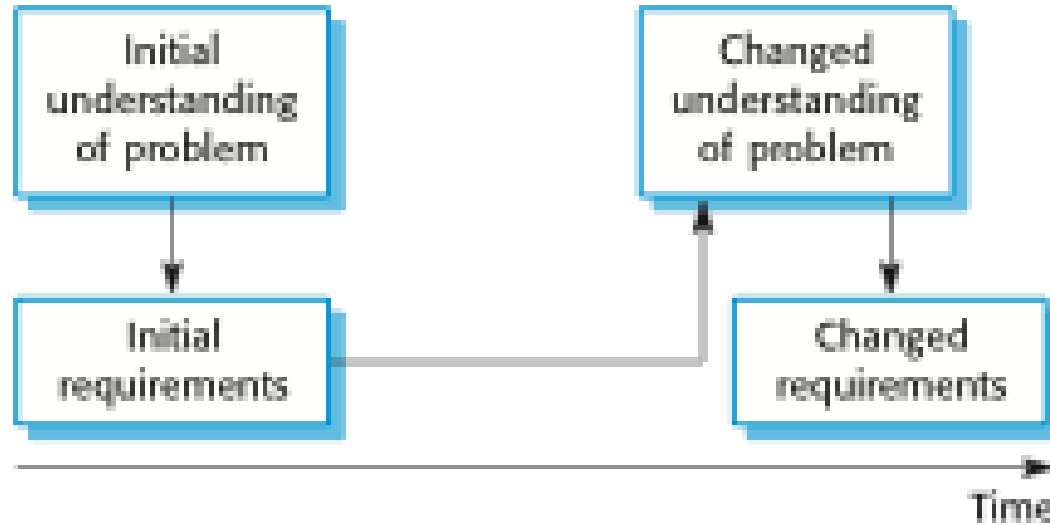 Initial
understanding
of problem
Changed
understanding
of problem
Initial
requirements
Changed
requirements
Time